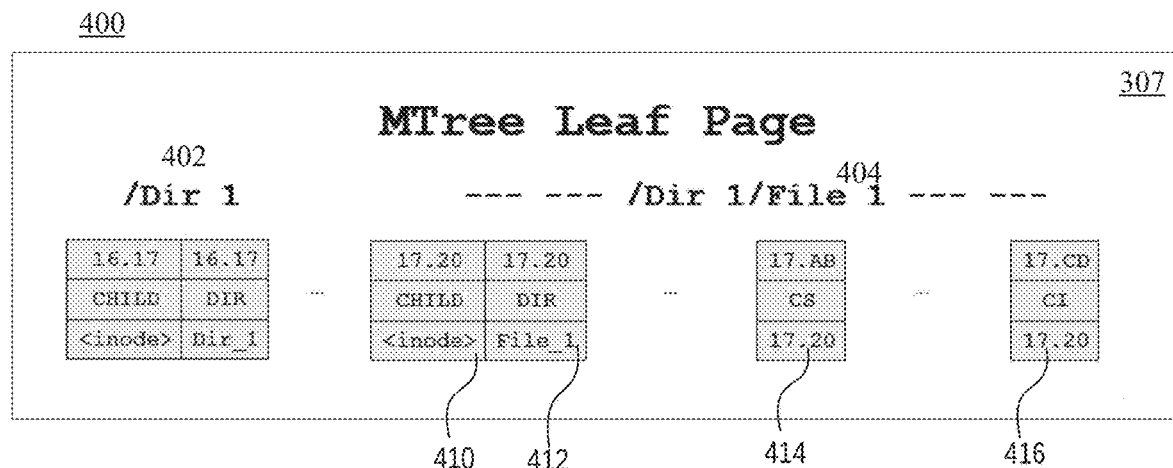 400
307
MTree Leaf Page
402
404
/Dir 1
--- --- /Dir 1/File 1 --- ---
16.17 16.17 17.20 17.20 17.AB 17.CD
CHILD DIR ... CHILD DIR ... CS ... CI
<inode> Dir_1 <inode> File_1 17.20 17.20
410 412 414 416